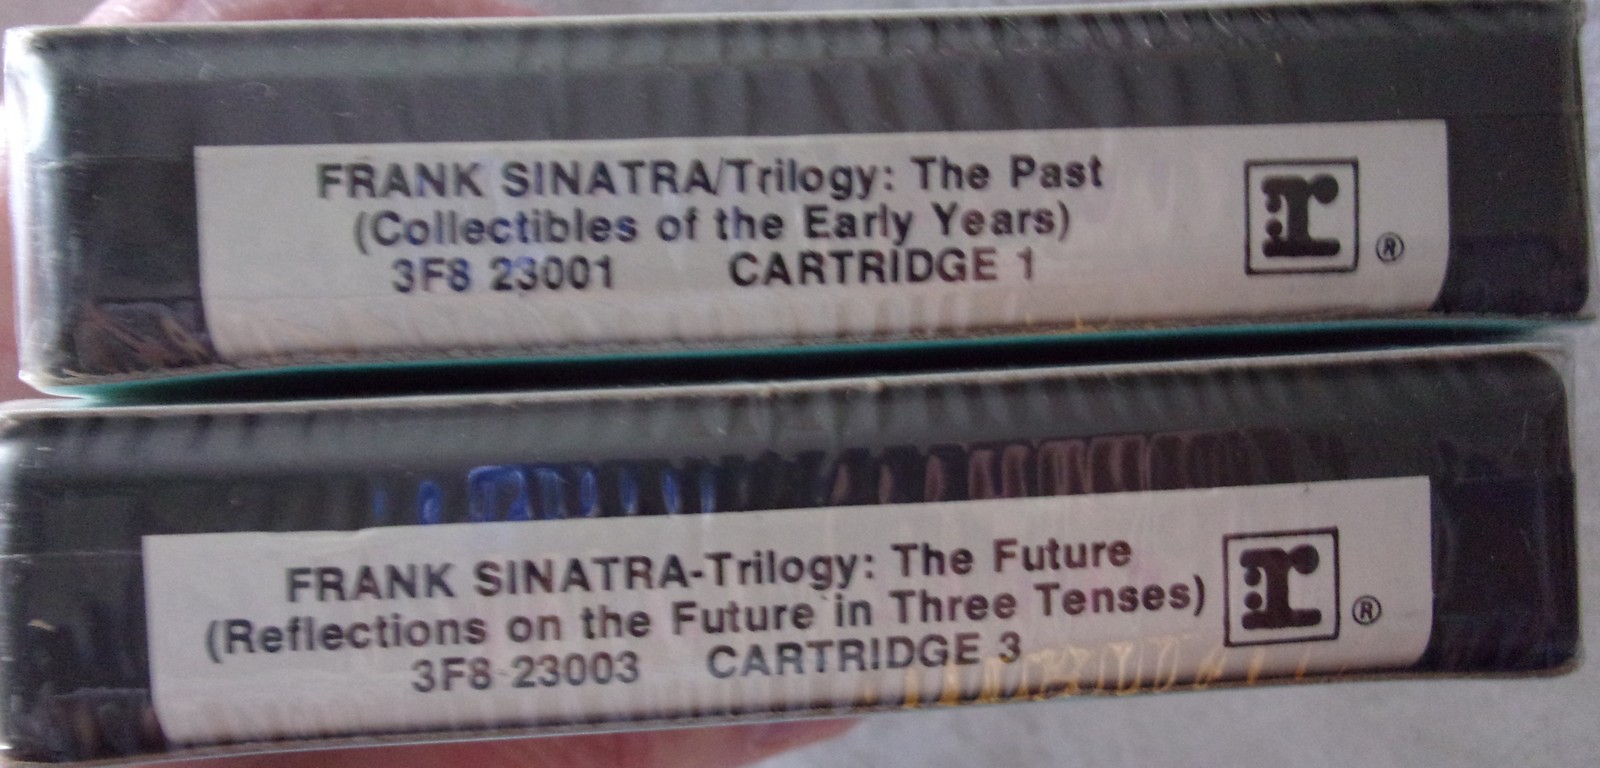 FRANK SINATRA/Trilogy: The Past
(Collectibles of the Early Years)
3F8 23001 CARTRIDGE 1
r ®
FRANK SINATRA-Trilogy: The Future
(Reflections on the Future in Three Tenses)
3F8 23003 CARTRIDGE 3
r ®